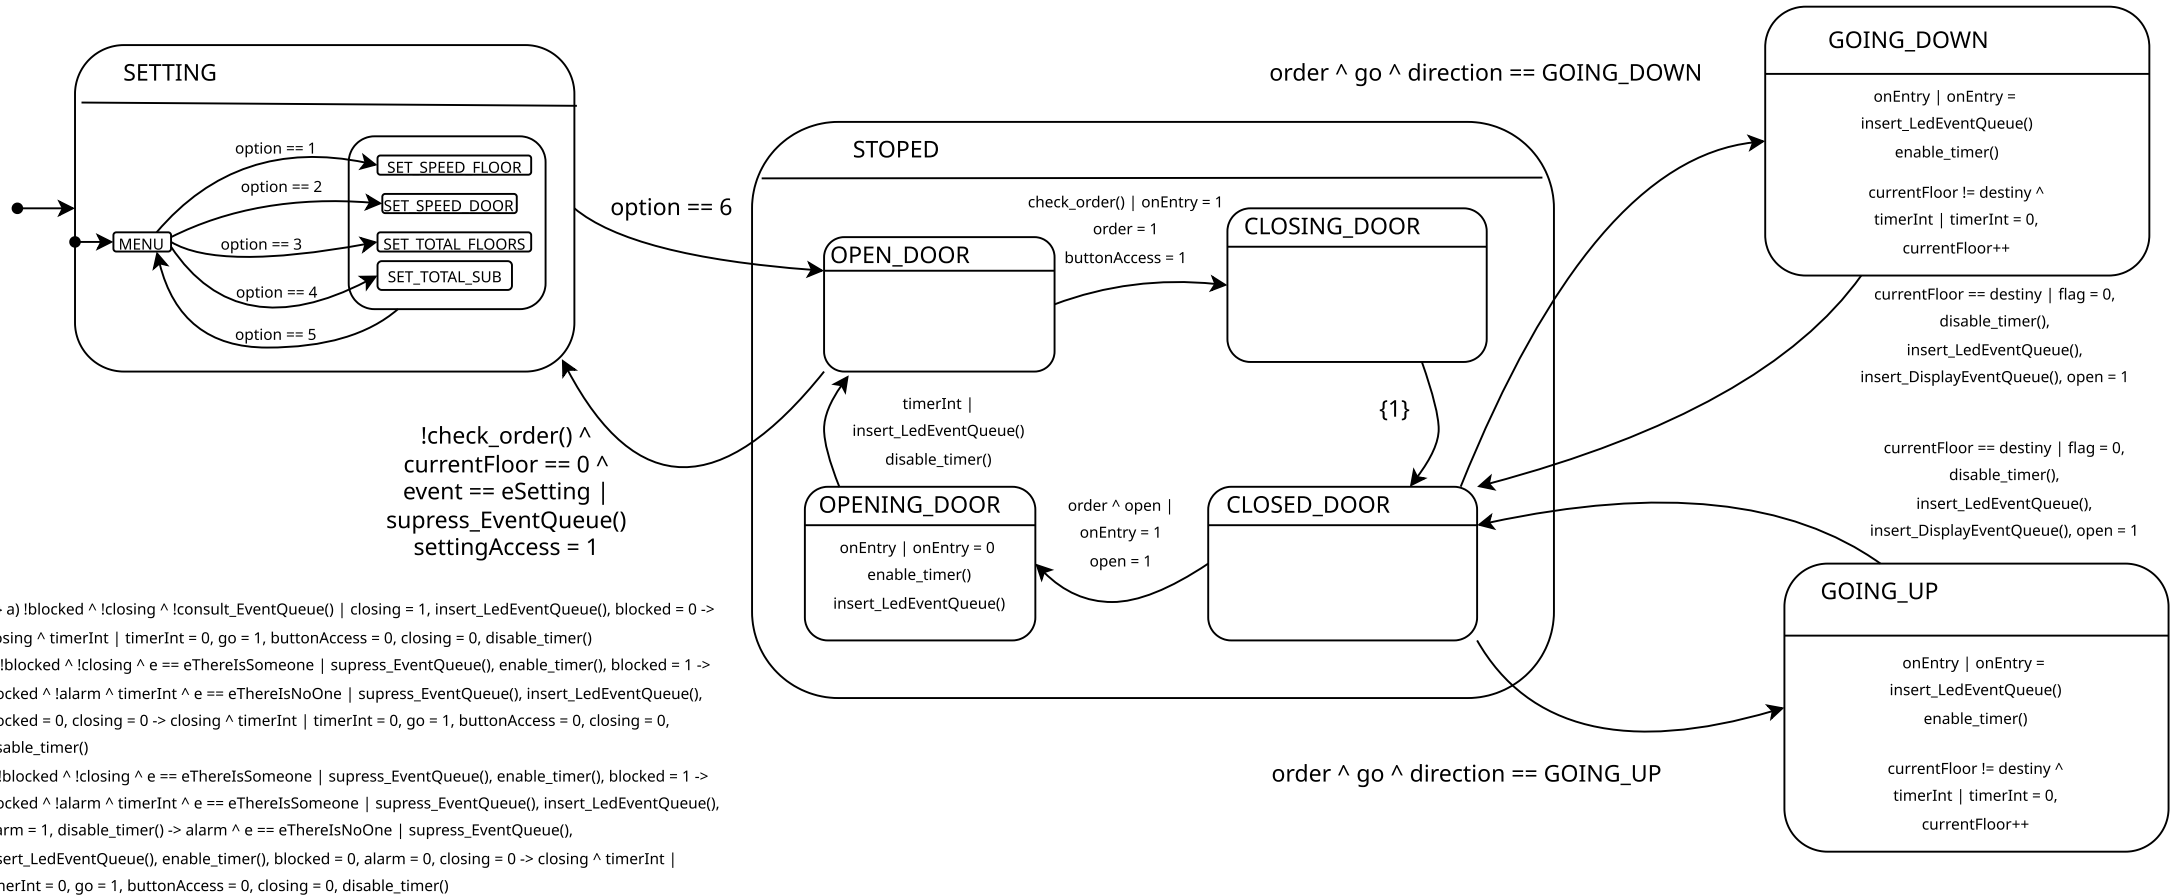 SETTING
option == 1
SET_SPEED_FLOOR
option == 2
SET_SPEED_DOOR
MENU
option == 3
SET_TOTAL_FLOORS
SET_TOTAL_SUB
option == 4
option == 5
option == 6
!check_order() ^
currentFloor == 0 ^
event == eSetting |
supress_EventQueue()
settingAccess = 1
STOPED
OPEN_DOOR
check_order() | onEntry = 1
order = 1
buttonAccess = 1
CLOSING_DOOR
timerInt |
insert_LedEventQueue()
disable_timer()
{1}
OPENING_DOOR
onEntry | onEntry = 0
enable_timer()
insert_LedEventQueue()
order ^ open |
onEntry = 1
open = 1
CLOSED_DOOR
order ^ go ^ direction == GOING_DOWN
GOING_DOWN
onEntry | onEntry =
insert_LedEventQueue()
enable_timer()
currentFloor != destiny ^
timerInt | timerInt = 0,
currentFloor++
currentFloor == destiny | flag = 0,
disable_timer(),
insert_LedEventQueue(),
insert_DisplayEventQueue(), open = 1
currentFloor == destiny | flag = 0,
disable_timer(),
insert_LedEventQueue(),
insert_DisplayEventQueue(), open = 1
GOING_UP
onEntry | onEntry =
insert_LedEventQueue()
enable_timer()
currentFloor != destiny ^
timerInt | timerInt = 0,
currentFloor++
order ^ go ^ direction == GOING_UP
a) !blocked ^ !closing ^ !consult_EventQueue() | closing = 1, insert_LedEventQueue(), blocked = 0 ->
^ timerInt | timerInt = 0, go = 1, buttonAccess = 0, closing = 0, disable_timer()
!blocked ^ !closing ^ e == eThereIsSomeone | supress_EventQueue(), enable_timer(), blocked = 1 ->
^ !alarm ^ timerInt ^ e == eThereIsNoOne | supress_EventQueue(), insert_LedEventQueue(),
= 0, closing = 0 -> closing ^ timerInt | timerInt = 0, go = 1, buttonAccess = 0, closing = 0,
sable_timer()
!blocked ^ !closing ^ e == eThereIsSomeone | supress_EventQueue(), enable_timer(), blocked = 1 ->
^ !alarm ^ timerInt ^ e == eThereIsSomeone | supress_EventQueue(), insert_LedEventQueue(),
= 1, disable_timer() -> alarm ^ e == eThereIsNoOne | supress_EventQueue(),
sert_LedEventQueue(), enable_timer(), blocked = 0, alarm = 0, closing = 0 -> closing ^ timerInt |
= 0, go = 1, buttonAccess = 0, closing = 0, disable_timer()